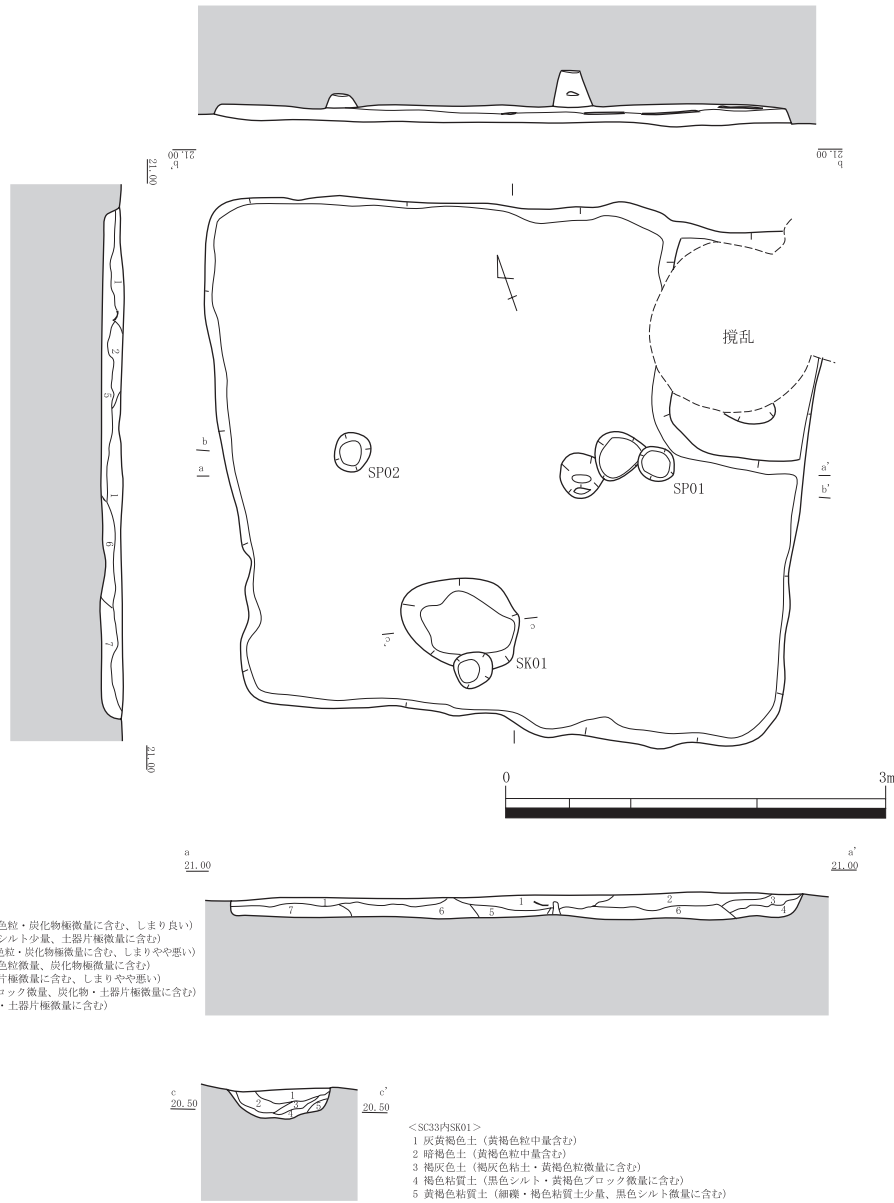 21.00
b'
21.00
b
21.00
1
2
5
1
6
7
21.00
撹乱
b
a
SP02
SP01
a'
b'
c'
c
SK01
0
3m
a
21.00
a'
21.00
1
2
3
7
6
5
6
4
色粒・炭化物極微量に含む、しまり良い)
シルト少量、土器片極微量に含む)
色粒・炭化物極微量に含む、しまりやや悪い)
色粒微量、炭化物極微量に含む)
片極微量に含む、しまりやや悪い)
ロック微量、炭化物・土器片極微量に含む)
・土器片極微量に含む)
c
20.50
c'
20.50
1
2
3
5
4
<SC33内SK01>
1 灰黄褐色土(黄褐色粒中量含む)
2 暗褐色土(黄褐色粒中量含む)
3 褐灰色土(褐灰色粘土・黄褐色粒微量に含む)
4 褐色粘質土(黒色シルト・黄褐色ブロック微量に含む)
5 黄褐色粘質土(細礫・褐色粘質土少量、黒色シルト微量に含む)